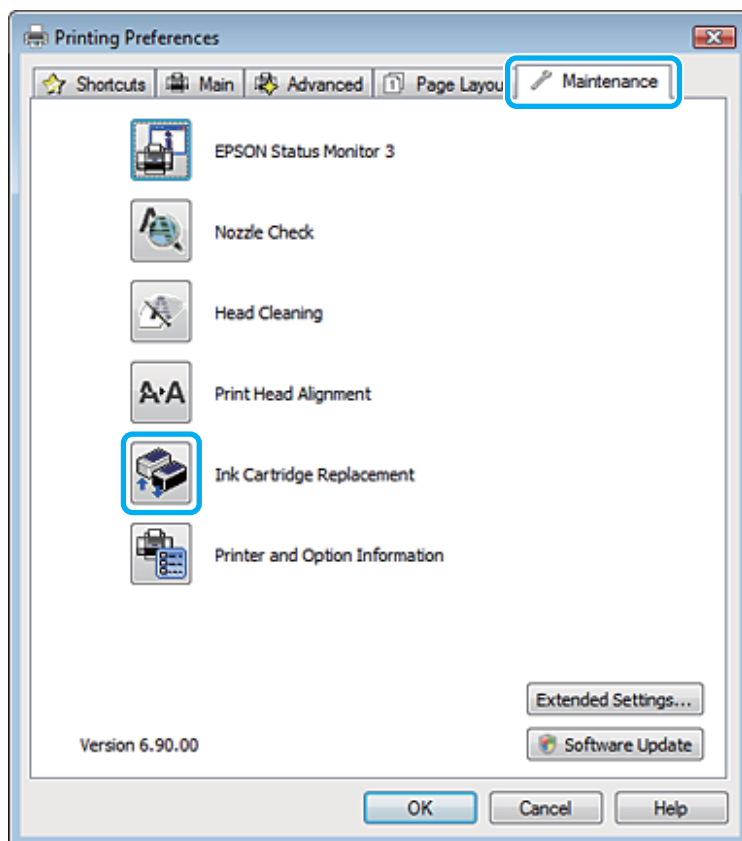 Printing Preferences
Shortcuts Main Advanced 1 Page Layou Maintenance
EPSON Status Monitor 3
Nozzle Check
Head Cleaning
A A Print Head Alignment
Ink Cartridge Replacement
Printer and Option Information
Extended Settings...
Version 6.90.00 Software Update
OK Cancel Help